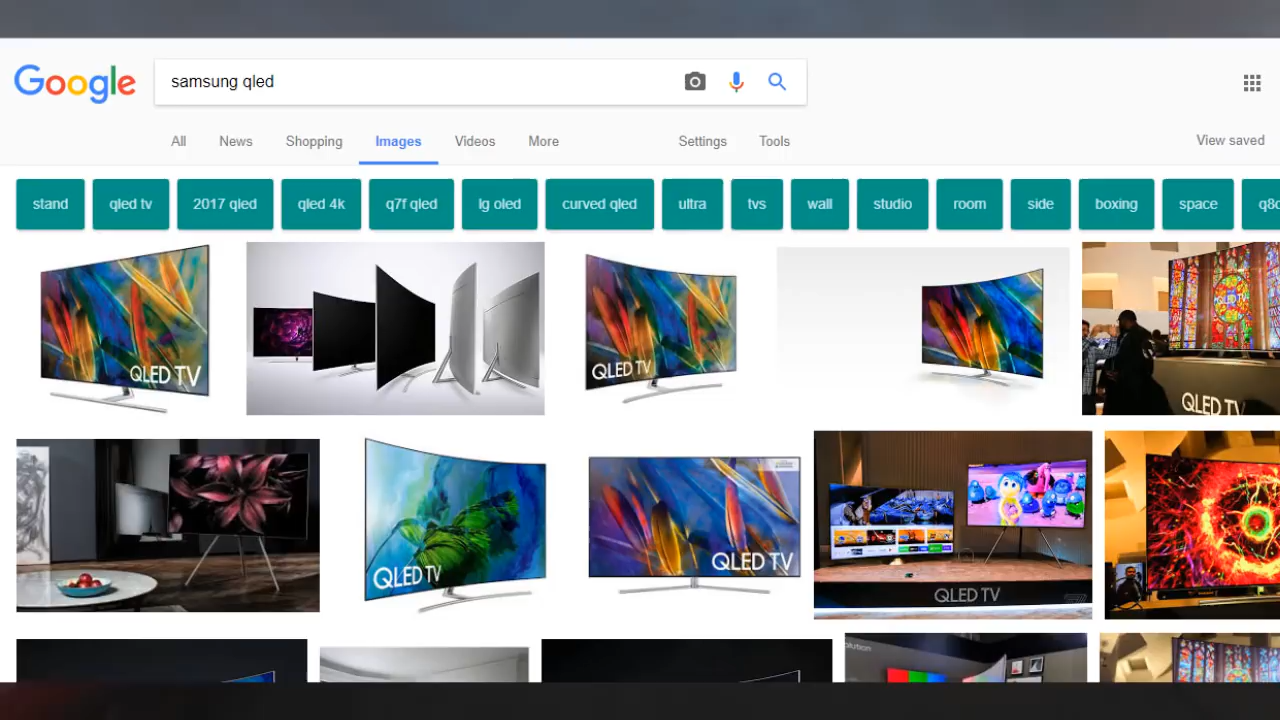 Google
samsung qled
All News Shopping Images Videos More Settings Tools View saved
stand qled tv 2017 qled qled 4k q7f qled lg oled curved qled ultra tvs wall studio room side boxing space
QLED TV
QLED TV
QLED TV
QLED TV
QLED TV
QLED TV
QLED TV